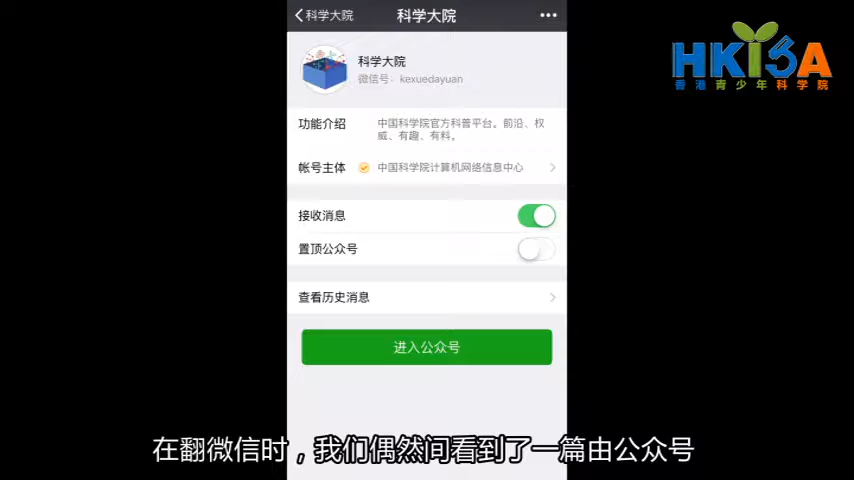 科学大院
科学大院
HKISA
香港青少年科学院
科学大院
微信号: kexuedayuan
功能介绍
中国科学院官方科普平台。前沿、权
威、有趣、有料。
帐号主体
中国科学院计算机网络信息中心
接收消息
置顶公众号
查看历史消息
进入公众号
在翻微信时，我们偶然间看到了一篇由公众号